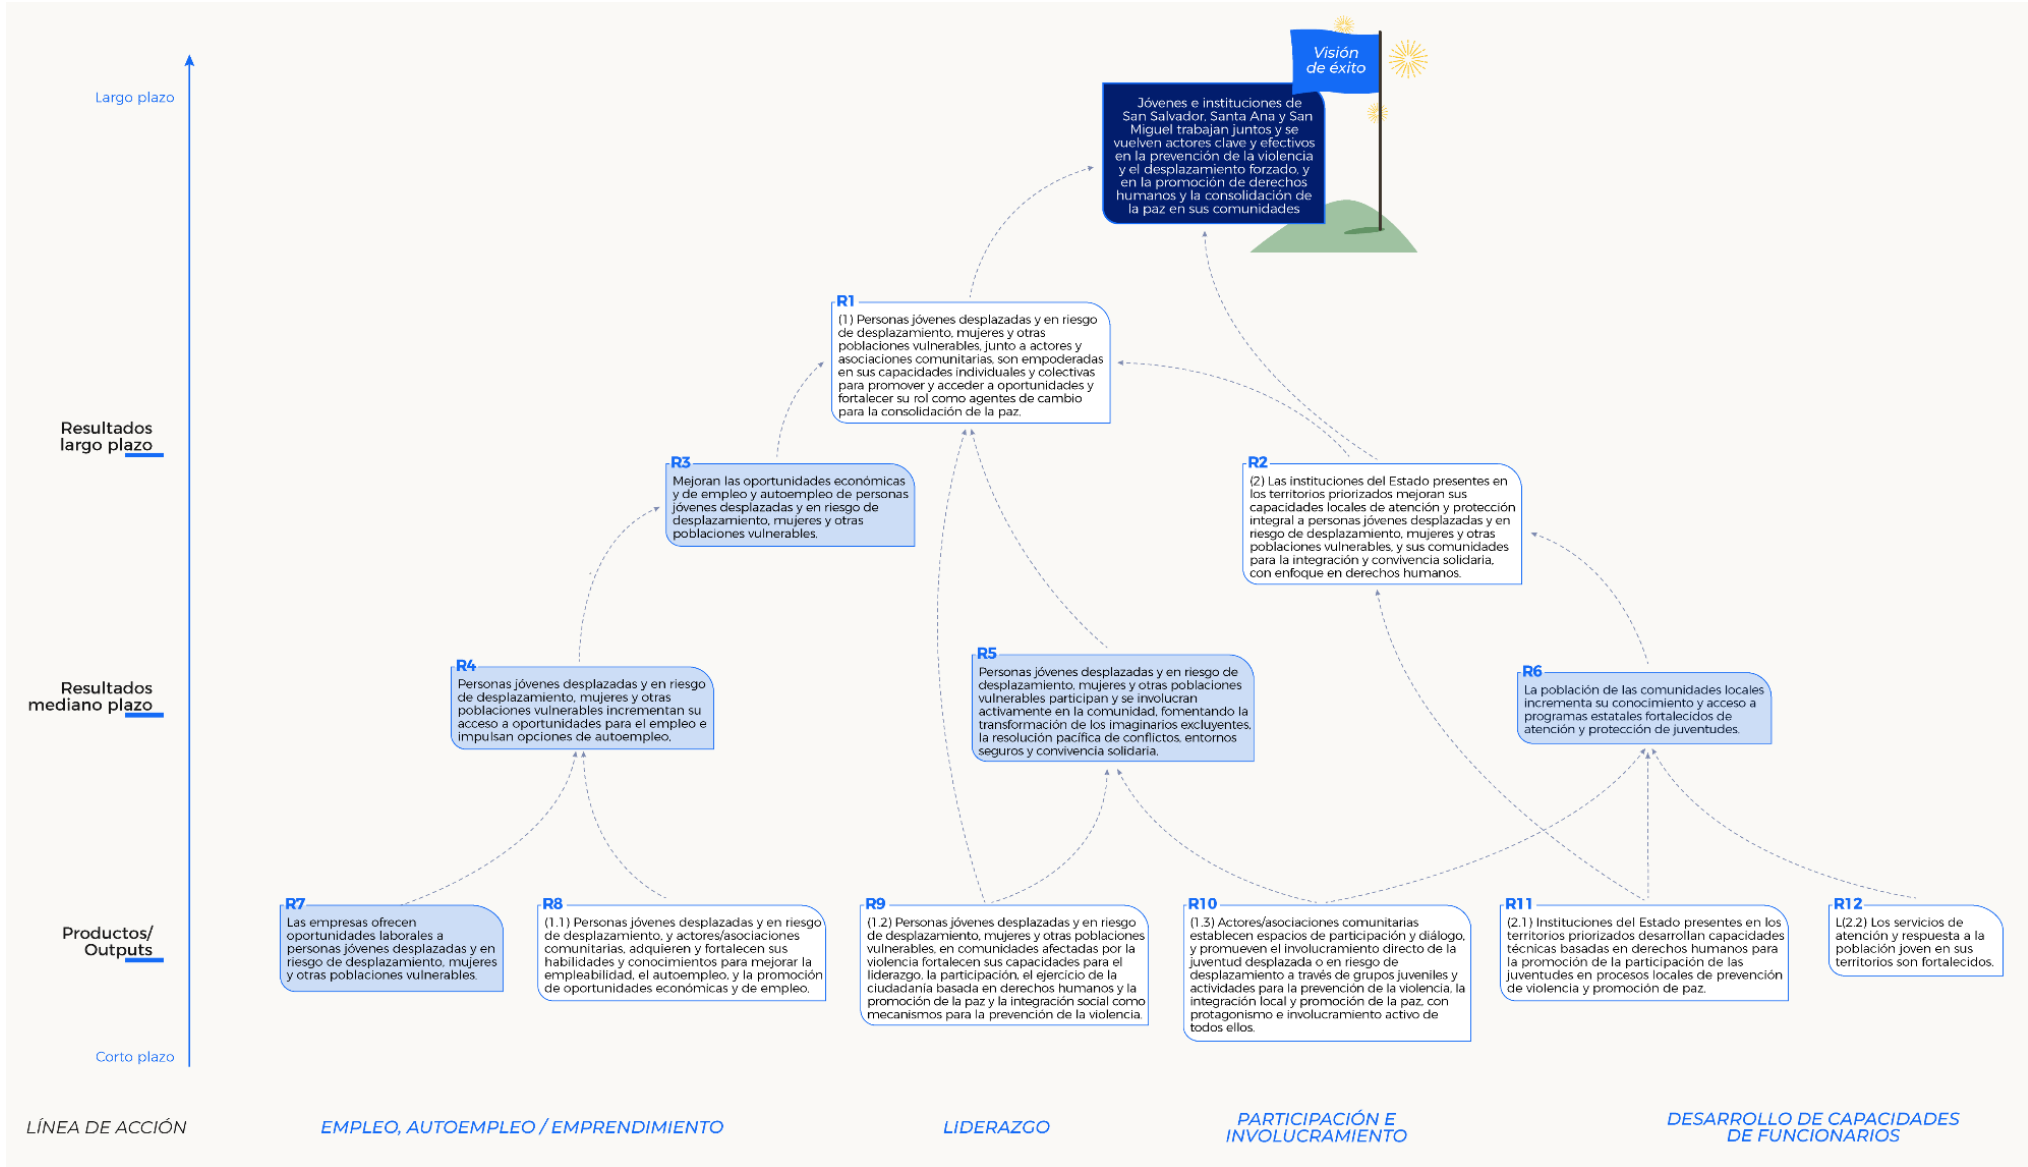 Visión
de éxito
Largo plazo
Jóvenes e instituciones de
San Salvador, Santa Ana y San
Miguel trabajan juntos y se
vuelven actores clave y efectivos
en la prevención de la violencia
y el desplazamiento forzado, y
en la promoción de derechos
humanos y la consolidación de
la paz en sus comunidades
R1
(1) Personas jóvenes desplazadas y en riesgo
de desplazamiento, mujeres y otras
poblaciones vulnerables, junto a actores y
asociaciones comunitarias, son empoderadas
en sus capacidades individuales y colectivas
para promover y acceder a oportunidades y
fortalecer su rol como agentes de cambio
para la consolidación de la paz.
Resultados
largo plazo
R3
Mejoran las oportunidades económicas
y de empleo y autoempleo de personas
jóvenes desplazadas y en riesgo de
desplazamiento, mujeres y otras
poblaciones vulnerables.
R2
(2) Las instituciones del Estado presentes en
los territorios priorizados mejoran sus
capacidades locales de atención y protección
integral a personas jóvenes desplazadas y en
riesgo de desplazamiento, mujeres y otras
poblaciones vulnerables, y sus comunidades
para la integración y convivencia solidaria,
con enfoque en derechos humanos.
Resultados
mediano plazo
R4
Personas jóvenes desplazadas y en riesgo
de desplazamiento, mujeres y otras
poblaciones vulnerables incrementan su
acceso a oportunidades para el empleo e
impulsan opciones de autoempleo.
R5
Personas jóvenes desplazadas y en riesgo de
desplazamiento, mujeres y otras poblaciones
vulnerables participan y se involucran
activamente en la comunidad, fomentando la
transformación de los imaginarios excluyentes,
la resolución pacífica de conflictos, entornos
seguros y convivencia solidaria.
R6
La población de las comunidades locales
incrementa su conocimiento y acceso a
programas estatales fortalecidos de
atención y protección de juventudes.
Productos/
Outputs
R7
Las empresas ofrecen
oportunidades laborales a
personas jóvenes desplazadas y en
riesgo de desplazamiento, mujeres
y otras poblaciones vulnerables.
R8
(1.1) Personas jóvenes desplazadas y en riesgo
de desplazamiento, y actores/asociaciones
comunitarias, adquieren y fortalecen sus
habilidades y conocimientos para mejorar la
empleabilidad, el autoempleo, y la promoción
de oportunidades económicas y de empleo.
R9
(1.2) Personas jóvenes desplazadas y en riesgo
de desplazamiento, mujeres y otras poblaciones
vulnerables, en comunidades afectadas por la
violencia fortalecen sus capacidades para el
liderazgo, la participación, el ejercício de la
ciudadanía basada en derechos humanos y la
promoción de la paz y la integración social como
mecanismos para la prevención de la violencia.
R10
(1.3) Actores/asociaciones comunitarias
establecen espacios de participación y diálogo,
y promueven el involucramiento directo de la
juventud desplazada o en riesgo de
desplazamiento a través de grupos juveniles y
actividades para la prevención de la violencia, la
integración local y promoción de la paz, con
protagonismo e involucramiento activo de
todos ellos.
R11
(2.1) Instituciones del Estado presentes en los
territorios priorizados desarrollan capacidades
técnicas basadas en derechos humanos para
la promoción de la participación de las
juventudes en procesos locales de prevención
de violencia y promoción de paz.
R12
L(2.2) Los servicios de
atención y respuesta a la
población joven en sus
territorios son fortalecidos.
Corto plazo
LÍNEA DE ACCIÓN
EMPLEO, AUTOEMPLEO / EMPRENDIMIENTO
LIDERAZGO
PARTICIPACIÓN E
INVOLUCRAMIENTO
DESARROLLO DE CAPACIDADES
DE FUNCIONARIOS